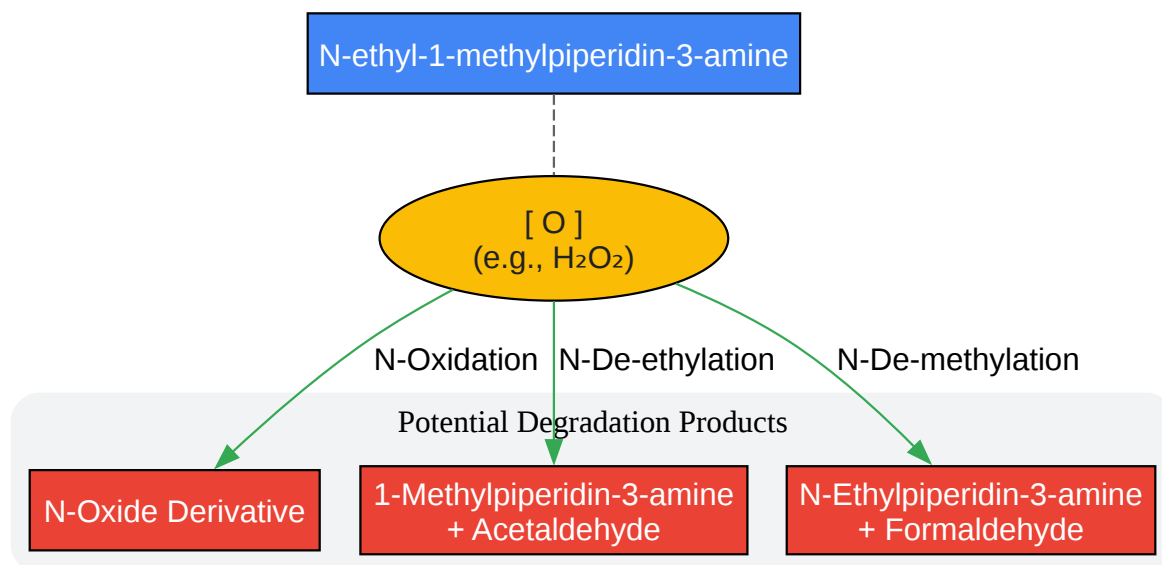 N-ethyl-1-methylpiperidin-3-amine
[ O ]
(e.g., H₂O₂)
N-Oxidation
N-De-ethylation
N-De-methylation
Potential Degradation Products
N-Oxide Derivative
1-Methylpiperidin-3-amine
+ Acetaldehyde
N-Ethylpiperidin-3-amine
+ Formaldehyde